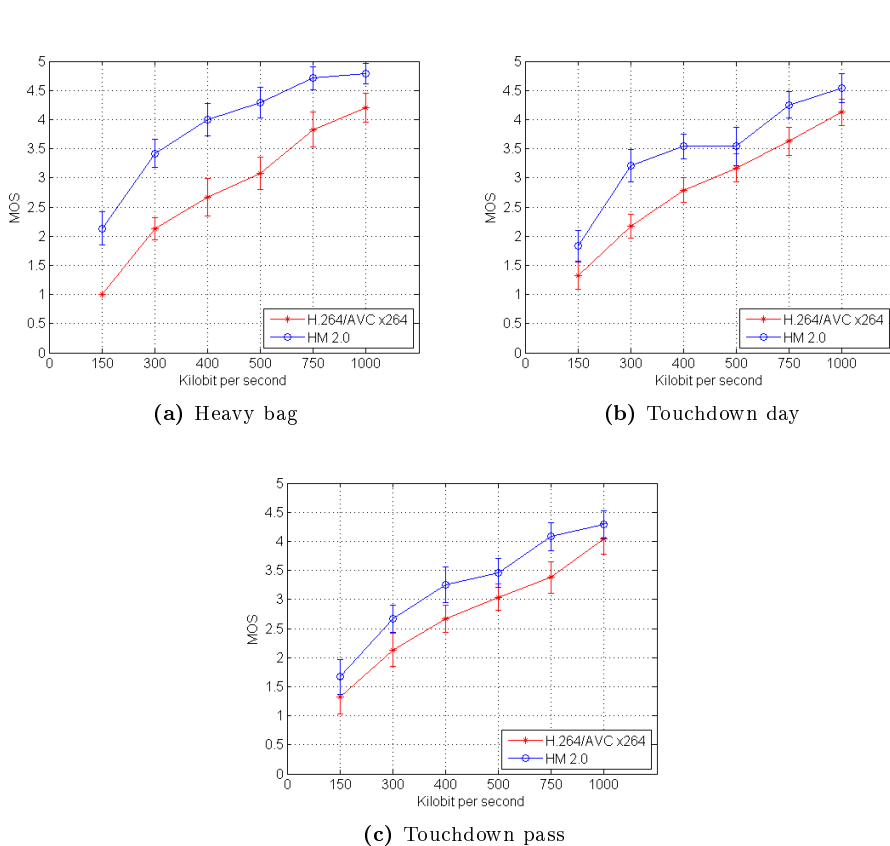 5
4.5
4
3.5
3
2.5
2
1.5
1
0.5
0
MOS
0 150 300 400 500 750 1000
Kilobit per second
H.264/AVC x264
HM 2.0
(a) Heavy bag
5
4.5
4
3.5
3
2.5
2
1.5
1
0.5
0
MOS
0 150 300 400 500 750 1000
Kilobit per second
H.264/AVC x264
HM 2.0
(b) Touchdown day
5
4.5
4
3.5
3
2.5
2
1.5
1
0.5
0
MOS
0 150 300 400 500 750 1000
Kilobit per second
H.264/AVC x264
HM 2.0
(c) Touchdown pass